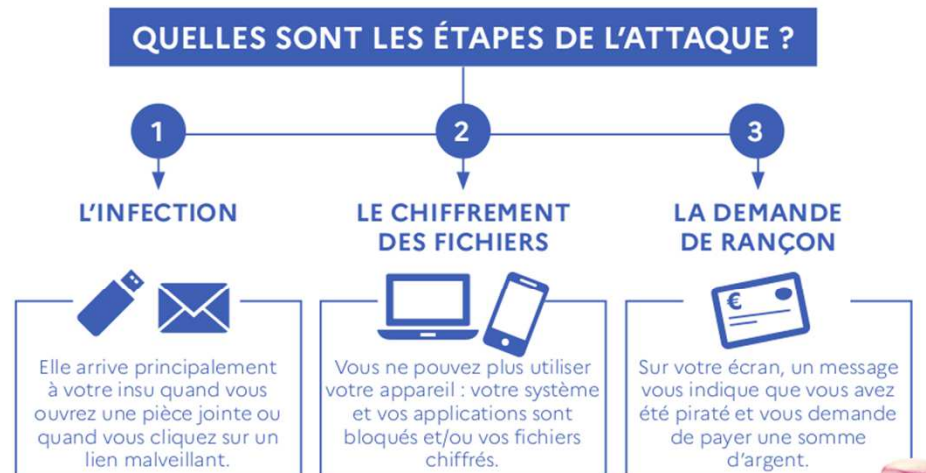 QUELLES SONT LES ÉTAPES DE L'ATTAQUE ?
1
2
3
L'INFECTION
LE CHIFFREMENT
DES FICHIERS
LA DEMANDE
DE RANÇON
€
Elle arrive principalement
à votre insu quand vous
ouvrez une pièce jointe ou
quand vous cliquez sur un
lien malveillant.
Vous ne pouvez plus utiliser
votre appareil : votre système
et vos applications sont
bloqués et/ou vos fichiers
chiffrés.
Sur votre écran, un message
vous indique que vous avez
été piraté et vous demande
de payer une somme
d'argent.